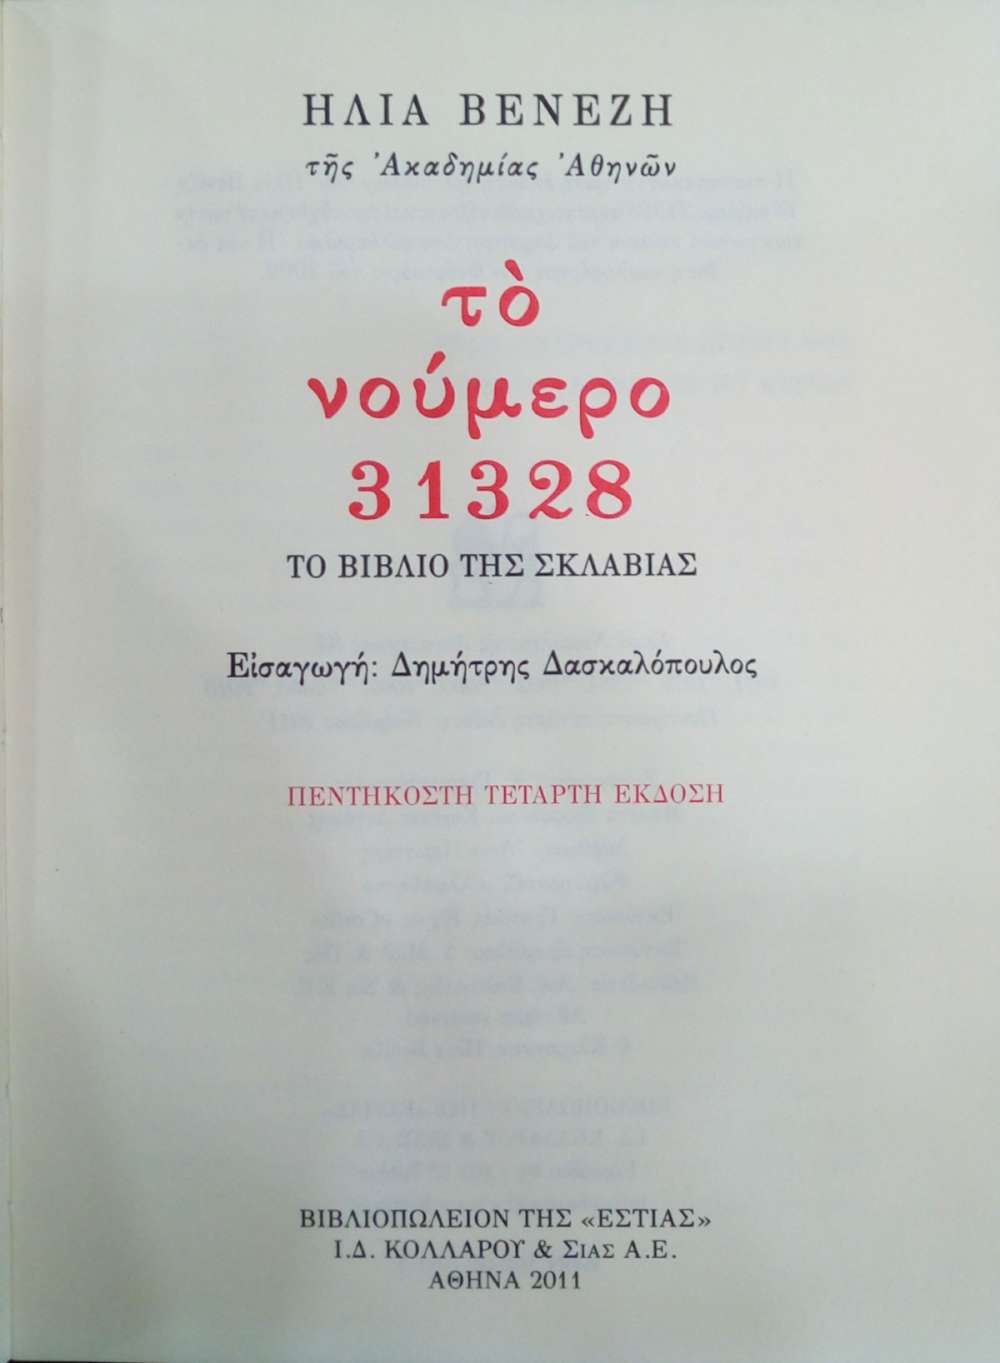 ΗΛΙΑ ΒΕΝΕΖΗ
τῆς Ἀκαδημίας Ἀθηνῶν
τὸ
νούμερο
31328
ΤΟ ΒΙΒΛΙΟ ΤΗΣ ΣΚΛΑΒΙΑΣ
Εἰσαγωγή: Δημήτρης Δασκαλόπουλος
ΠΕΝΤΗΚΟΣΤΗ ΤΕΤΑΡΤΗ ΕΚΔΟΣΗ
ΒΙΒΛΙΟΠΩΛΕΙΟΝ ΤΗΣ «ΕΣΤΙΑΣ»
Ι.Δ. ΚΟΛΛΑΡΟΥ & ΣΙΑΣ Α.Ε.
ΑΘΗΝΑ 2011